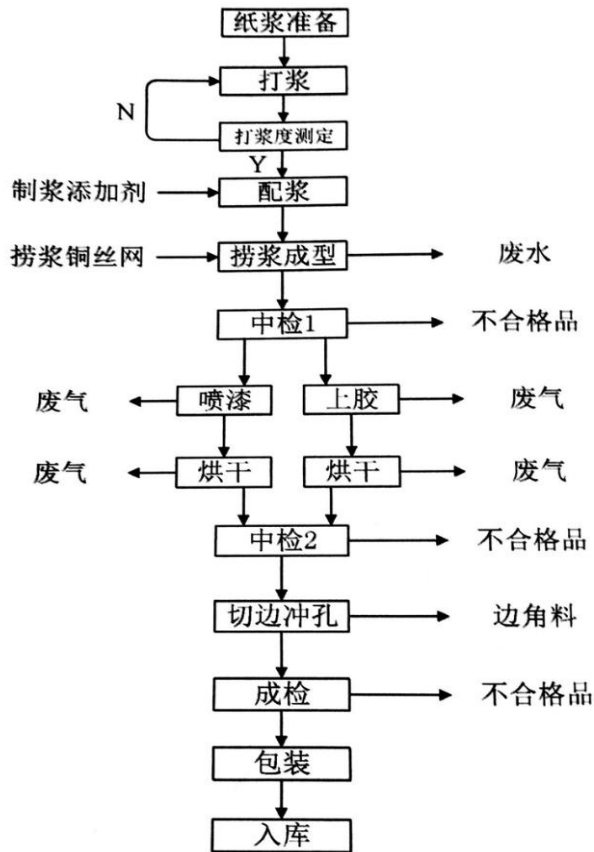 纸浆准备
打浆
N
打浆度测定
Y
制浆添加剂
配浆
捞浆铜丝网
捞浆成型
废水
中检1
不合格品
废气
喷漆
上胶
废气
废气
烘干
烘干
废气
中检2
不合格品
切边冲孔
边角料
成检
不合格品
包装
入库